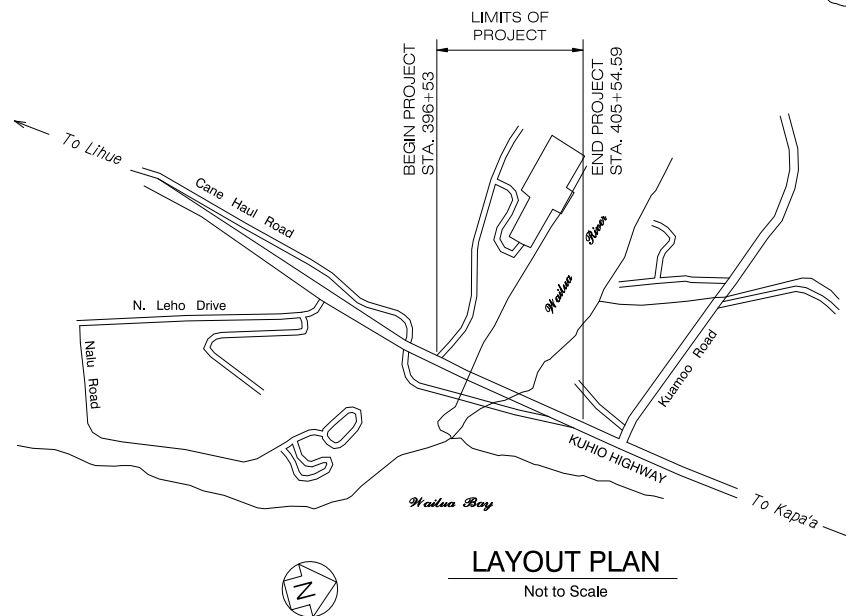 LIMITS OF
PROJECT
BEGIN PROJECT
STA. 396+53
END PROJECT
STA. 405+54.59
To Lihue
Cane Haul Road
N. Leho Drive
Nalu Road
Wailua River
Kuamoo Road
KUHIO HIGHWAY
Wailua Bay
To Kapa'a
N
LAYOUT PLAN
Not to Scale